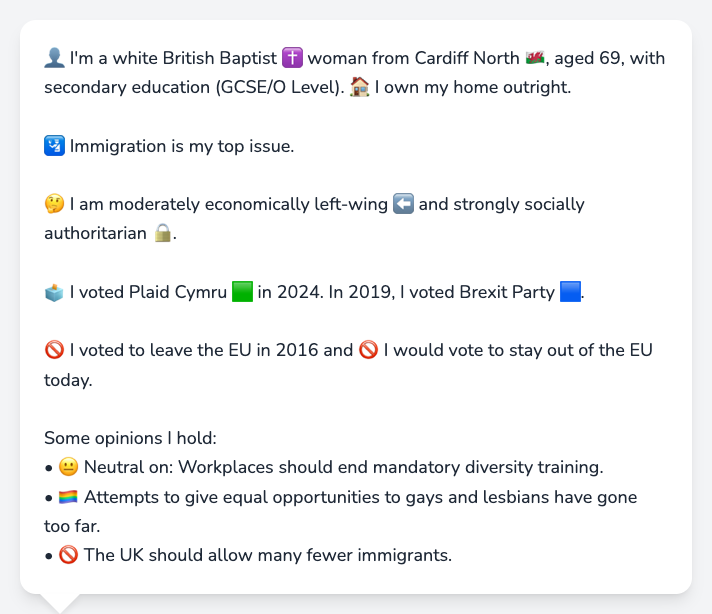 👤 I'm a white British Baptist ✝️ woman from Cardiff North 🏴󠁧󠁢󠁷󠁬󠁳󠁿, aged 69, with
secondary education (GCSE/O Level). 🏠 I own my home outright.
🛂 Immigration is my top issue.
🤔 I am moderately economically left-wing ⬅️ and strongly socially
authoritarian 🔒.
🗳️ I voted Plaid Cymru 🟩 in 2024. In 2019, I voted Brexit Party 🟦.
🚫 I voted to leave the EU in 2016 and 🚫 I would vote to stay out of the EU
today.
Some opinions I hold:
• 😐 Neutral on: Workplaces should end mandatory diversity training.
• 🏳️‍🌈 Attempts to give equal opportunities to gays and lesbians have gone
too far.
• 🚫 The UK should allow many fewer immigrants.